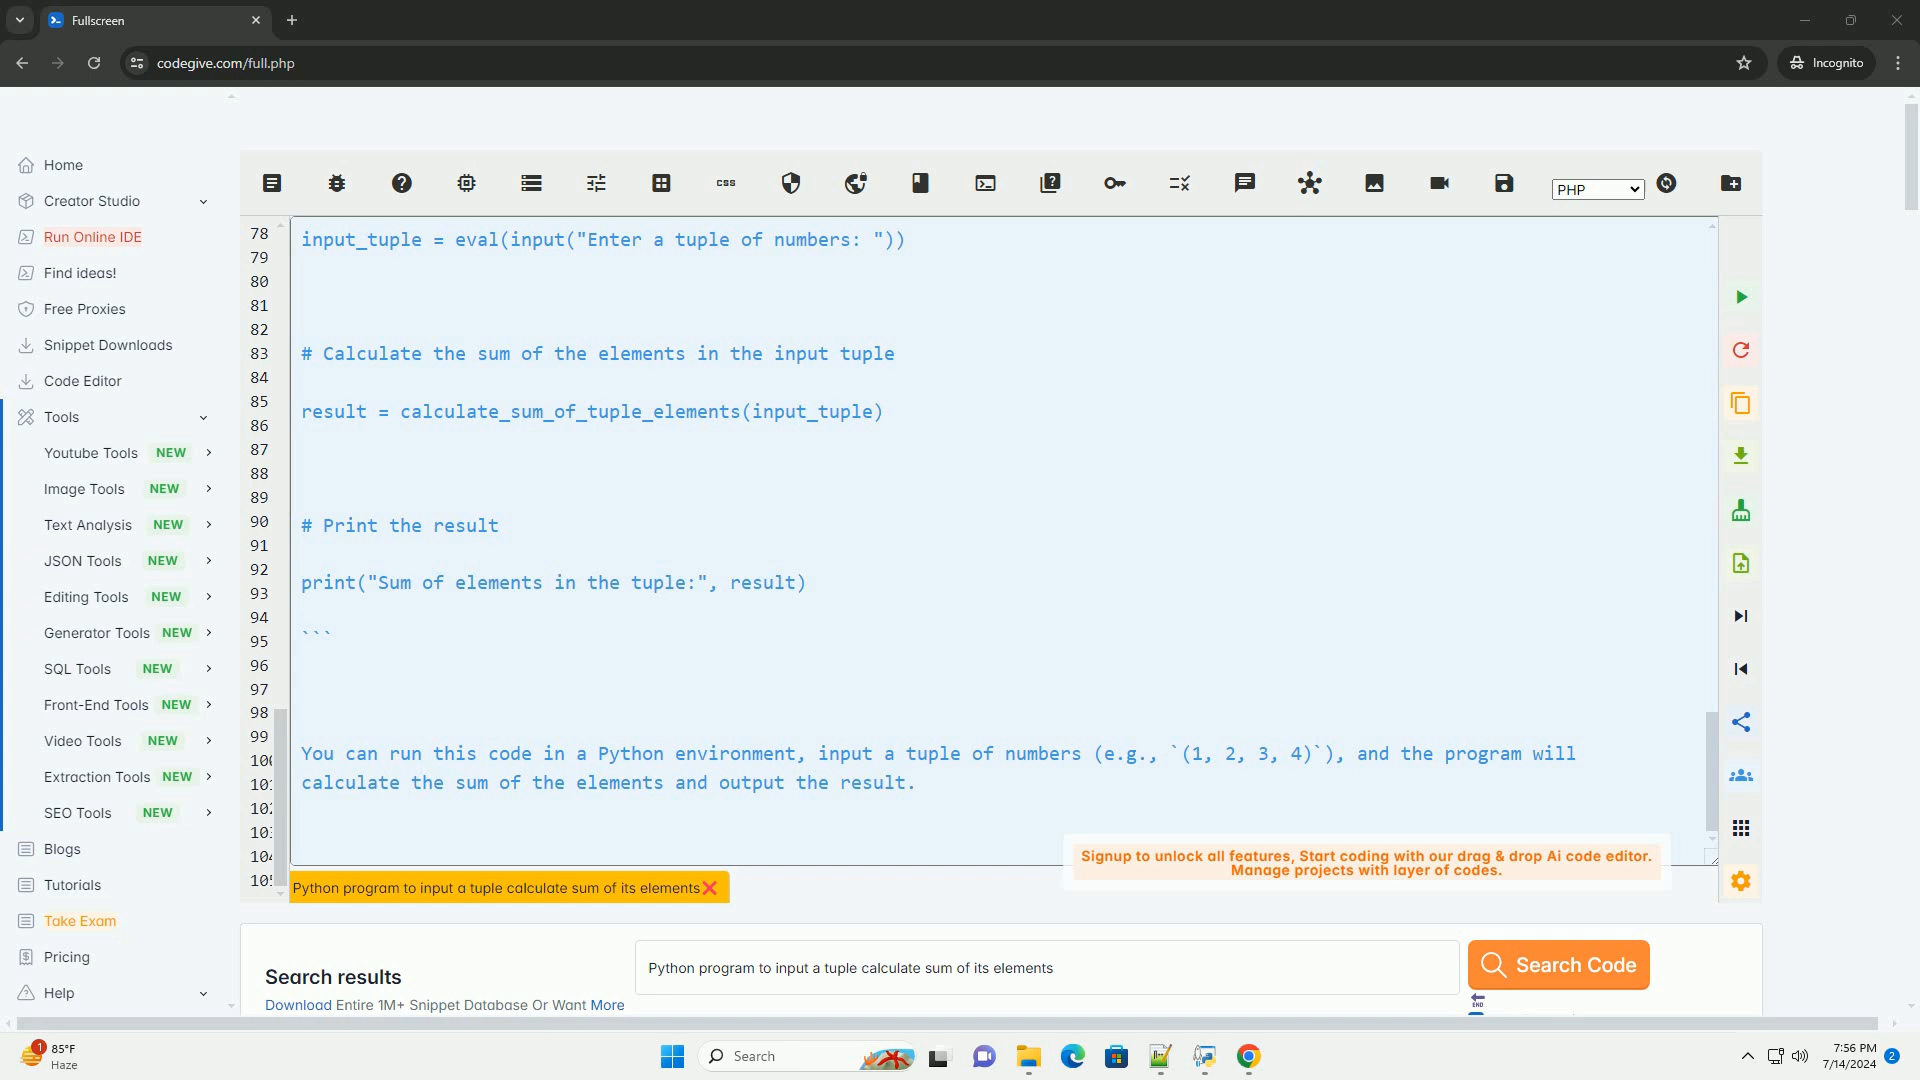 Fullscreen
codegive.com/full.php
Incognito
Home
Creator Studio
Run Online IDE
Find ideas!
Free Proxies
Snippet Downloads
Code Editor
Tools
Youtube Tools NEW
Image Tools NEW
Text Analysis NEW
JSON Tools NEW
Editing Tools NEW
Generator Tools NEW
SQL Tools NEW
Front-End Tools NEW
Video Tools NEW
Extraction Tools NEW
SEO Tools NEW
Blogs
Tutorials
Take Exam
Pricing
Help
css
PHP
78
79
80
81
82
83
84
85
86
87
88
89
90
91
92
93
94
95
96
97
98
99
input_tuple = eval(input("Enter a tuple of numbers: "))
# Calculate the sum of the elements in the input tuple
result = calculate_sum_of_tuple_elements(input_tuple)
# Print the result
print("Sum of elements in the tuple:", result)
```
You can run this code in a Python environment, input a tuple of numbers (e.g., `(1, 2, 3, 4)`), and the program will
calculate the sum of the elements and output the result.
Signup to unlock all features, Start coding with our drag & drop Ai code editor.
Manage projects with layer of codes.
Python program to input a tuple calculate sum of its elements
Search results
Python program to input a tuple calculate sum of its elements
Search Code
Download Entire 1M+ Snippet Database Or Want More
END
1
85°F
Haze
Search
7:56 PM
7/14/2024
2